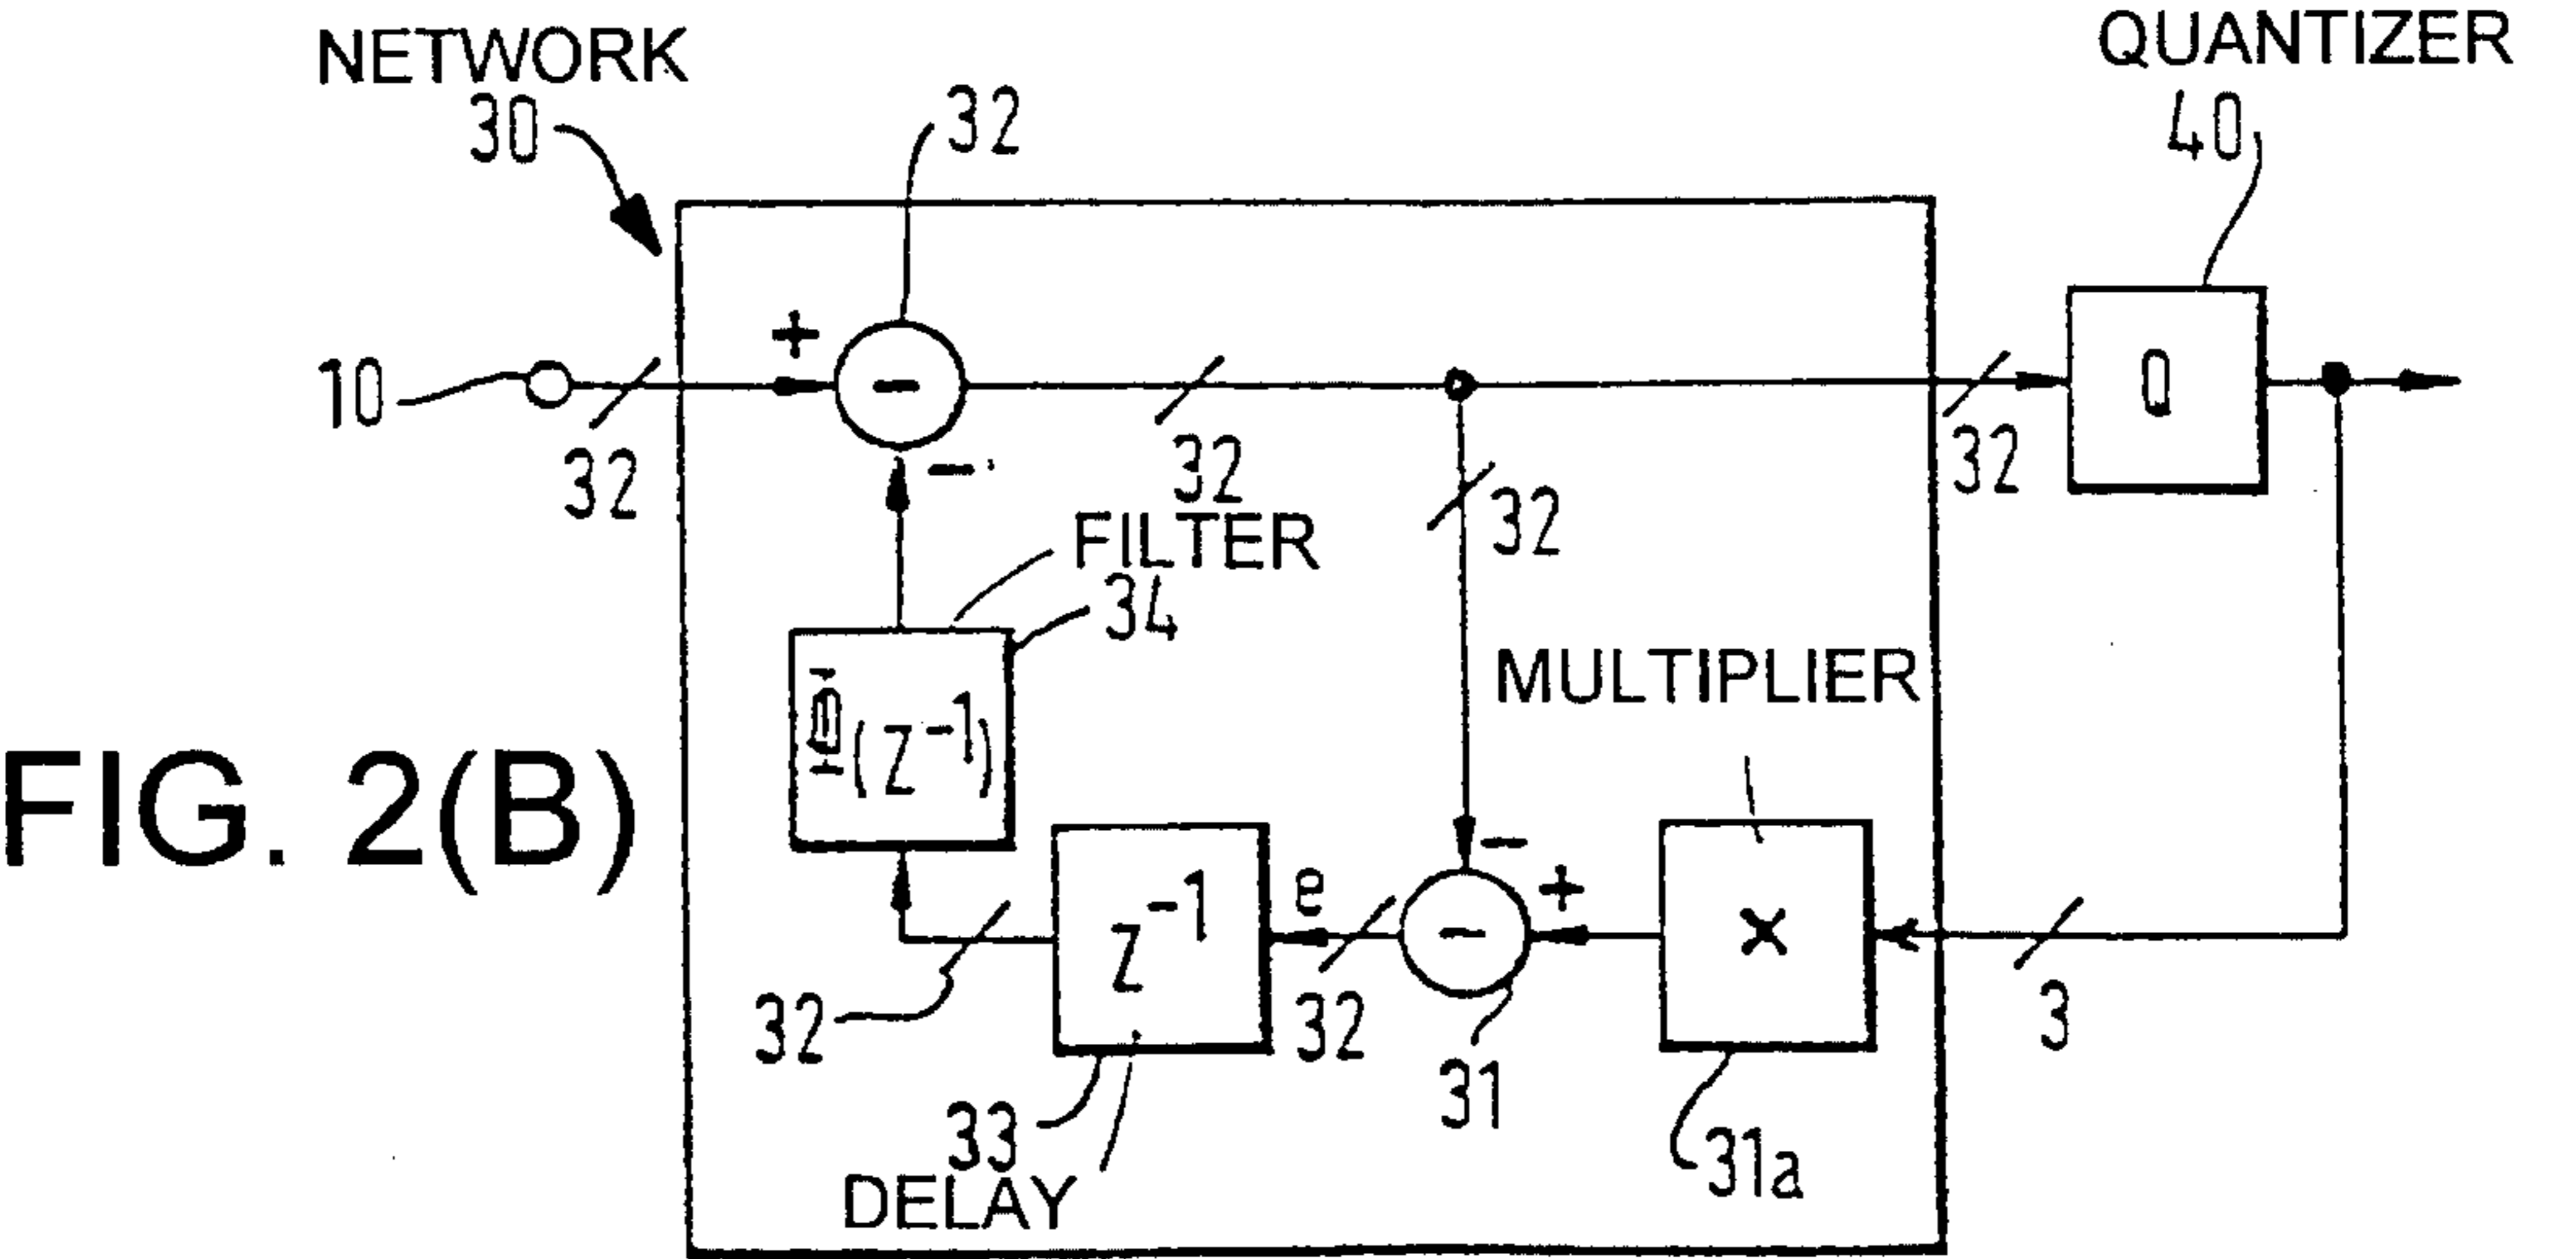 NETWORK
30
QUANTIZER
40
32
+
10
-
32
32
32
Q
32
-
FILTER
34
(z⁻¹)
MULTIPLIER
FIG. 2(B)
-
z⁻¹
e
-
+
×
32
32
3
33
31
31a
DELAY